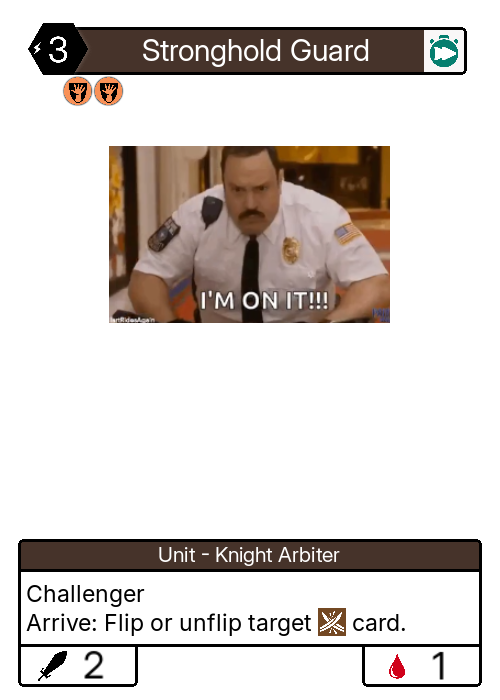 3
Stronghold Guard
I'M ON IT!!!
Unit - Knight Arbiter
Challenger
Arrive: Flip or unflip target card.
2
1